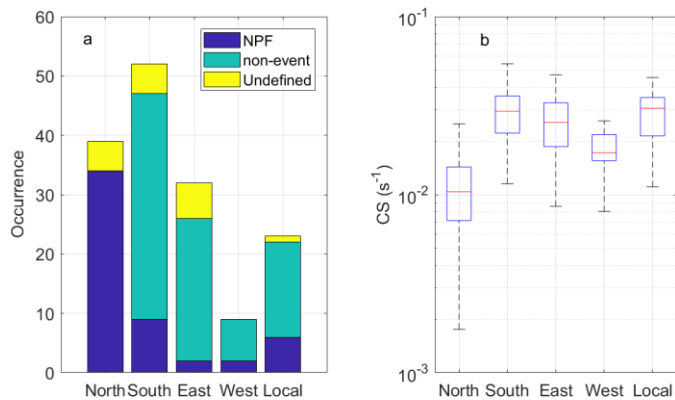 a
NPF
non-event
Undefined
60
50
40
30
20
10
0
Occurrence
North South East West Local
b
10⁻¹
10⁻²
10⁻³
CS (s⁻¹)
North South East West Local